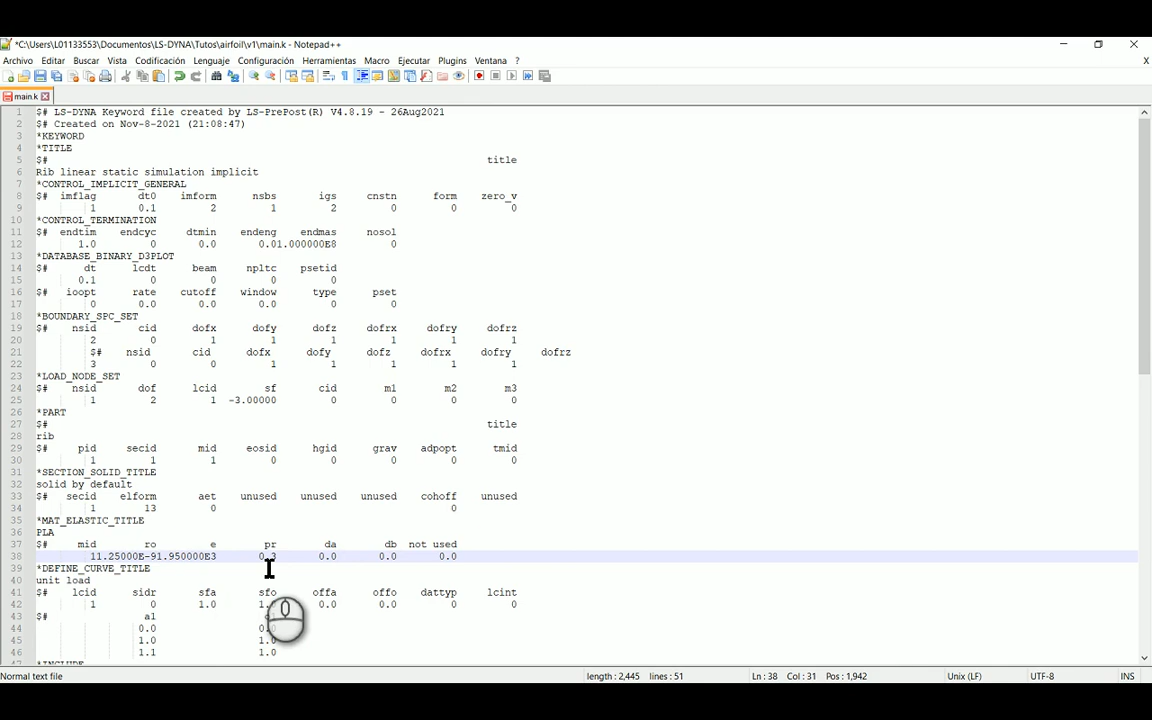 *C:\Users\L01133553\Documentos\LS-DYNA\Tutos\airfoil\v1\main.k - Notepad++
Archivo Editar Buscar Vista Codificación Lenguaje Configuración Herramientas Macro Ejecutar Plugins Ventana ? X
main.k
1 $# LS-DYNA Keyword file created by LS-PrePost(R) V4.8.19 - 26Aug2021
2 $# Created on Nov-8-2021 (21:08:47)
3 *KEYWORD
4 *TITLE
5 $# title
6 Rib linear static simulation implicit
7 *CONTROL_IMPLICIT_GENERAL
8 $# imflag dt0 imform nsbs igs cnstn form zero_v
9 1 0.1 2 1 2 0 0 0
10 *CONTROL_TERMINATION
11 $# endtim endcyc dtmin endeng endmas nosol
12 1.0 0 0.0 0.01.000000E8 0
13 *DATABASE_BINARY_D3PLOT
14 $# dt lcdt beam npltc psetid
15 0.1 0 0 0 0
16 $# ioopt rate cutoff window type pset
17 0 0.0 0.0 0.0 0 0
18 *BOUNDARY_SPC_SET
19 $# nsid cid dofx dofy dofz dofrx dofry dofrz
20 2 0 1 1 1 1 1 1
21 $# nsid cid dofx dofy dofz dofrx dofry dofrz
22 3 0 0 1 1 1 1 1
23 *LOAD_NODE_SET
24 $# nsid dof lcid sf cid m1 m2 m3
25 1 2 1 -3.00000 0 0 0 0
26 *PART
27 $# title
28 rib
29 $# pid secid mid eosid hgid grav adpopt tmid
30 1 1 1 0 0 0 0 0
31 *SECTION_SOLID_TITLE
32 solid by default
33 $# secid elform aet unused unused unused cohoff unused
34 1 13 0 0
35 *MAT_ELASTIC_TITLE
36 PLA
37 $# mid ro e pr da db not used
38 11.25000E-91.950000E3 0.3 0.0 0.0 0.0
39 *DEFINE_CURVE_TITLE
40 unit load
41 $# lcid sidr sfa sfo offa offo dattyp lcint
42 1 0 1.0 1. 0.0 0.0 0 0
43 $# a1
44 0.0 0.
45 1.0 1.
46 1.1 1.0
47 *INCLUDE
Normal text file length : 2,445 lines : 51 Ln : 38 Col : 31 Pos : 1,942 Unix (LF) UTF-8 INS